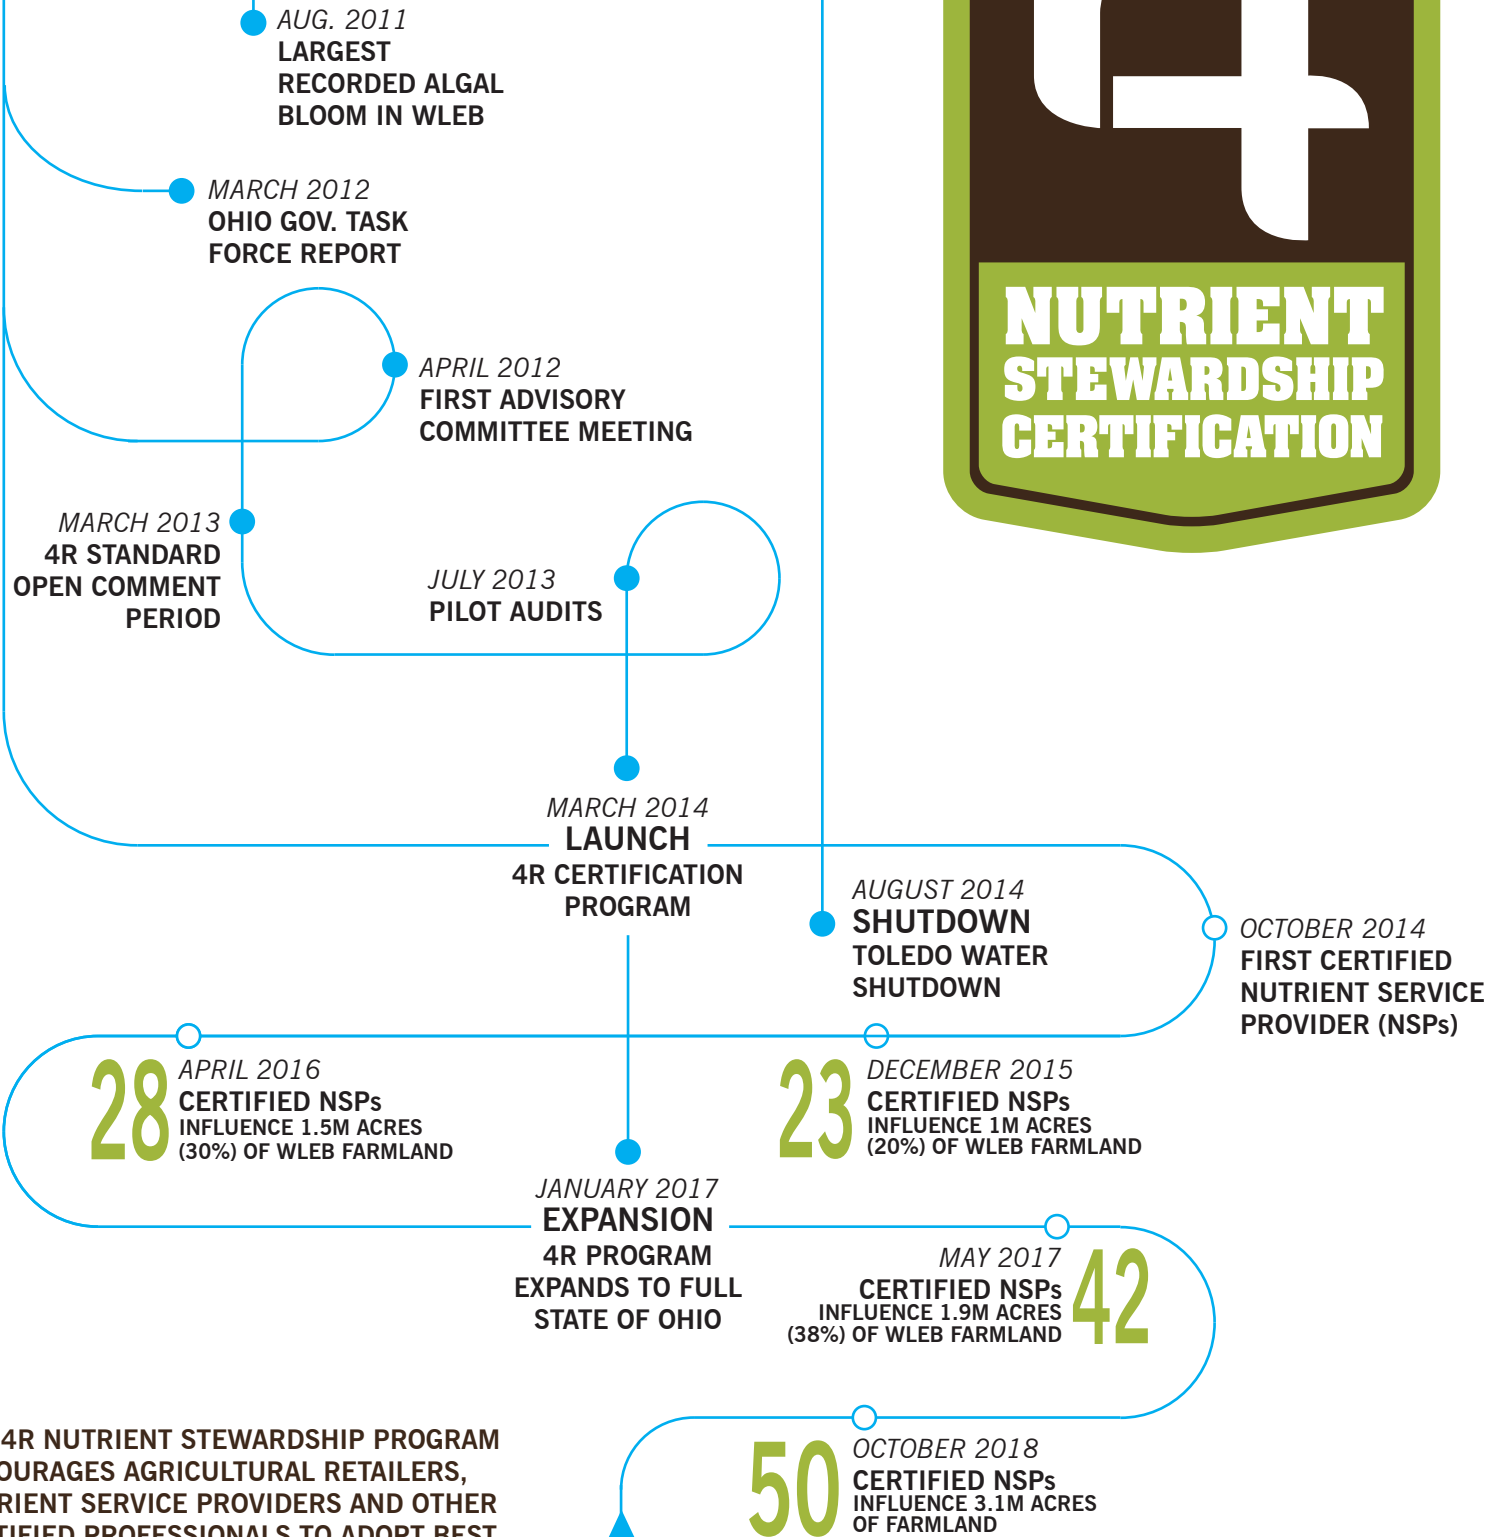 AUG. 2011
LARGEST
RECORDED ALGAL
BLOOM IN WLEB
MARCH 2012
OHIO GOV. TASK
FORCE REPORT
4
NUTRIENT
STEWARDSHIP
CERTIFICATION
APRIL 2012
FIRST ADVISORY
COMMITTEE MEETING
MARCH 2013
4R STANDARD
OPEN COMMENT
PERIOD
JULY 2013
PILOT AUDITS
MARCH 2014
LAUNCH
4R CERTIFICATION
PROGRAM
AUGUST 2014
SHUTDOWN
TOLEDO WATER
SHUTDOWN
OCTOBER 2014
FIRST CERTIFIED
NUTRIENT SERVICE
PROVIDER (NSPs)
28
APRIL 2016
CERTIFIED NSPs
INFLUENCE 1.5M ACRES
(30%) OF WLEB FARMLAND
23
DECEMBER 2015
CERTIFIED NSPs
INFLUENCE 1M ACRES
(20%) OF WLEB FARMLAND
JANUARY 2017
EXPANSION
4R PROGRAM
EXPANDS TO FULL
STATE OF OHIO
MAY 2017
CERTIFIED NSPs
INFLUENCE 1.9M ACRES
(38%) OF WLEB FARMLAND
42
50
OCTOBER 2018
CERTIFIED NSPs
INFLUENCE 3.1M ACRES
OF FARMLAND
4R NUTRIENT STEWARDSHIP PROGRAM
OURAGES AGRICULTURAL RETAILERS,
RIENT SERVICE PROVIDERS AND OTHER
TIFIED PROFESSIONALS TO ADOPT BEST